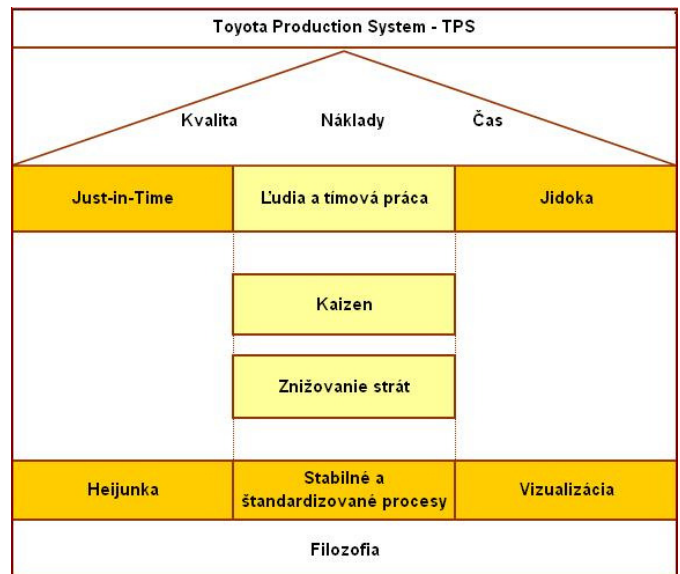 Toyota Production System - TPS
Kvalita Náklady Čas
Just-in-Time Ľudia a tímová práca Jidoka
Kaizen
Znižovanie strát
Heijunka
Stabilné a
štandardizované procesy
Vizualizácia
Filozofia